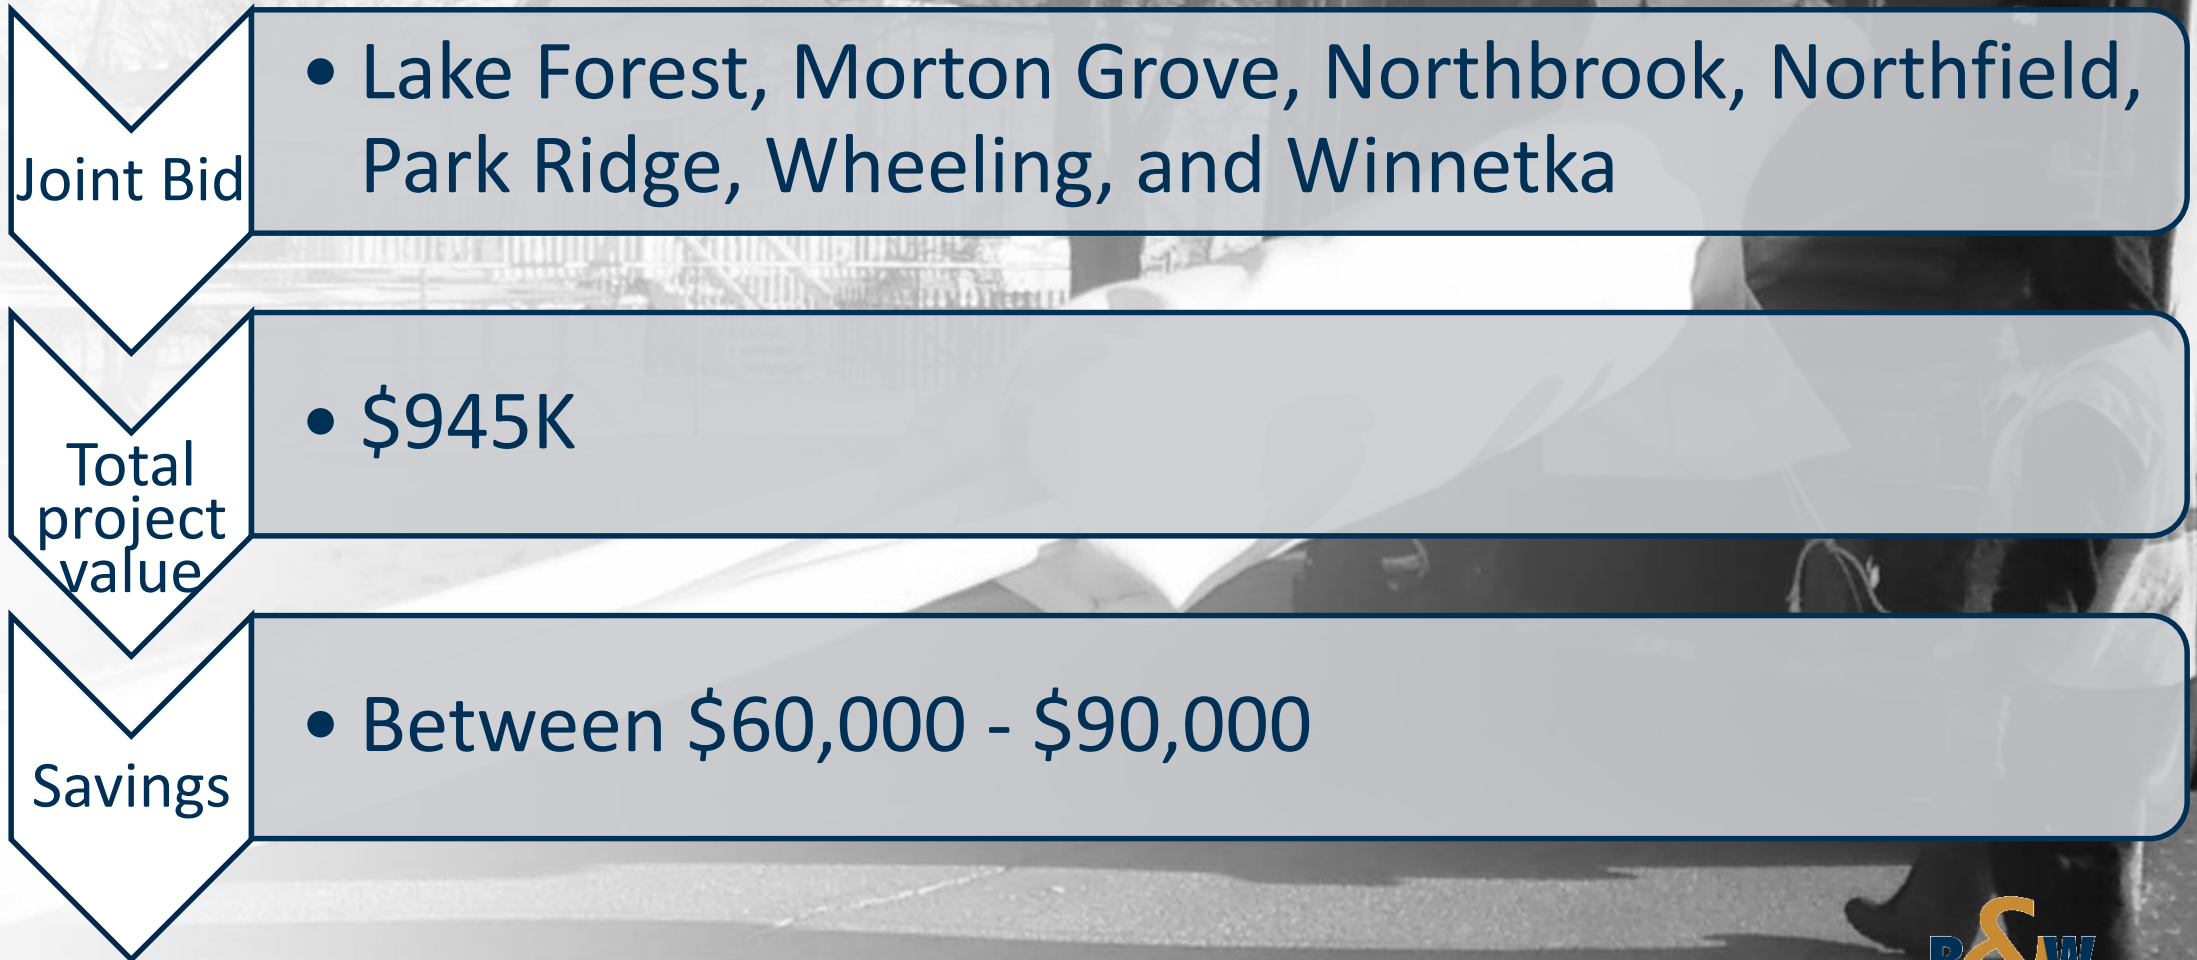 Joint Bid
• Lake Forest, Morton Grove, Northbrook, Northfield,
Park Ridge, Wheeling, and Winnetka
Total
project
value
• $945K
Savings
• Between $60,000 - $90,000
B&W